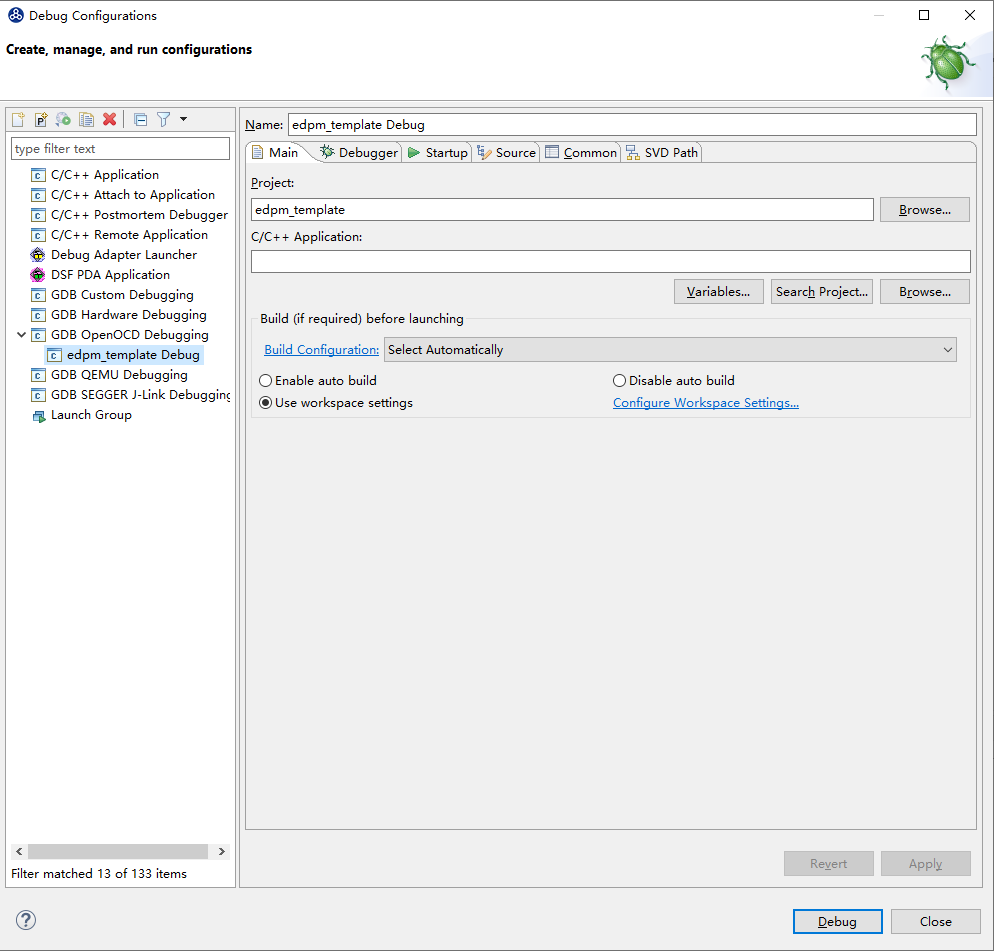 Debug Configurations
Create, manage, and run configurations
type filter text
C/C++ Application
C/C++ Attach to Application
C/C++ Postmortem Debugger
C/C++ Remote Application
Debug Adapter Launcher
DSF PDA Application
GDB Custom Debugging
GDB Hardware Debugging
GDB OpenOCD Debugging
edpm_template Debug
GDB QEMU Debugging
GDB SEGGER J-Link Debugging
Launch Group
Filter matched 13 of 133 items
Name: edpm_template Debug
Main Debugger Startup Source Common SVD Path
Project:
edpm_template Browse...
C/C++ Application:
Variables... Search Project... Browse...
Build (if required) before launching
Build Configuration: Select Automatically
Enable auto build Disable auto build
Use workspace settings Configure Workspace Settings...
Revert Apply
Debug Close